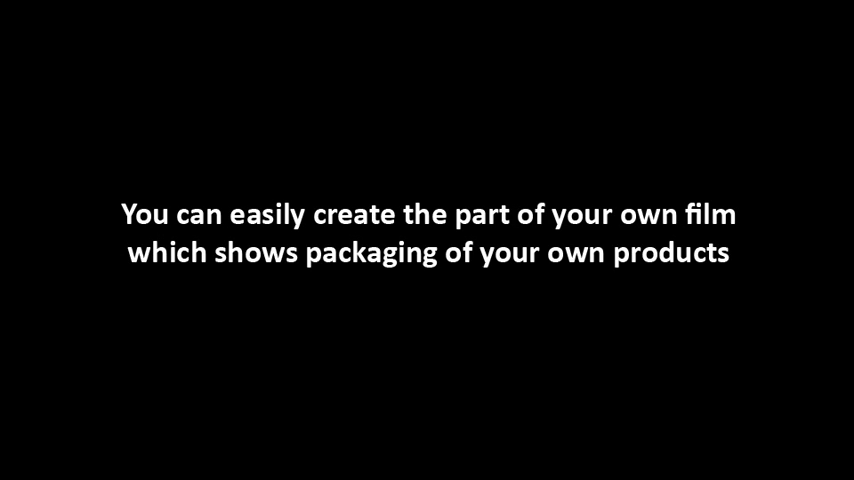 You can easily create the part of your own film
which shows packaging of your own products